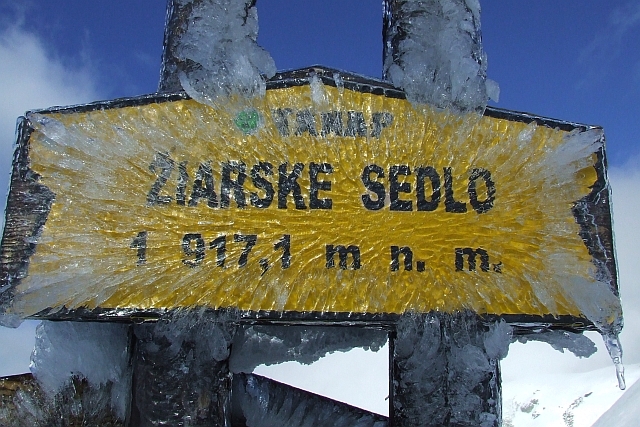 TANAP
ŽIARSKE SEDLO
1 917,1 m n. m.